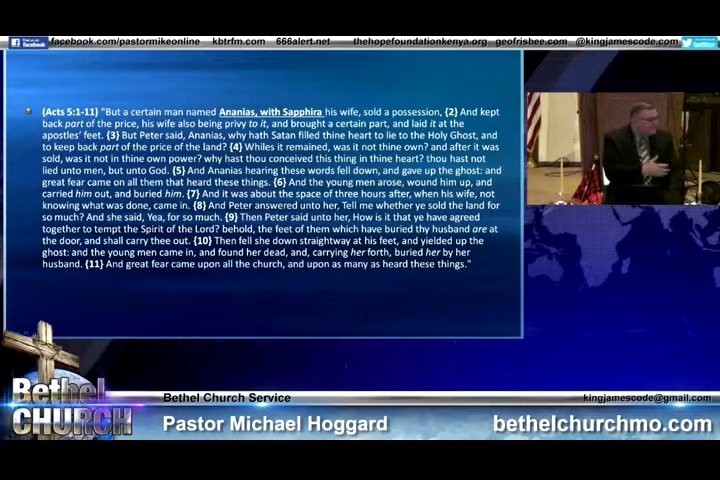 Find us on facebook facebook.com/pastormikeonline kbtrfm.com 666alert.net thehopefoundationkenya.org geofrisbee.com @kingjamescode twitter
(Acts 5:1-11) "But a certain man named Ananias, with Sapphira his wife, sold a possession, {2} And kept
back part of the price, his wife also being privy to it, and brought a certain part, and laid it at the
apostles' feet. {3} But Peter said, Ananias, why hath Satan filled thine heart to lie to the Holy Ghost, and
to keep back part of the price of the land? {4} Whiles it remained, was it not thine own? and after it was
sold, was it not in thine own power? why hast thou conceived this thing in thine heart? thou hast not
lied unto men, but unto God. {5} And Ananias hearing these words fell down, and gave up the ghost: and
great fear came on all them that heard these things. {6} And the young men arose, wound him up, and
carried him out, and buried him. {7} And it was about the space of three hours after, when his wife, not
knowing what was done, came in. {8} And Peter answered unto her, Tell me whether ye sold the land for
so much? And she said, Yea, for so much. {9} Then Peter said unto her, How is it that ye have agreed
together to tempt the Spirit of the Lord? behold, the feet of them which have buried thy husband are at
the door, and shall carry thee out. {10} Then fell she down straightway at his feet, and yielded up the
ghost: and the young men came in, and found her dead, and, carrying her forth, buried her by her
husband. {11} And great fear came upon all the church, and upon as many as heard these things."
Bethel
CHURCH
Bethel Church Service
kingjamescode@gmail.com
Pastor Michael Hoggard
bethelchurchmo.com